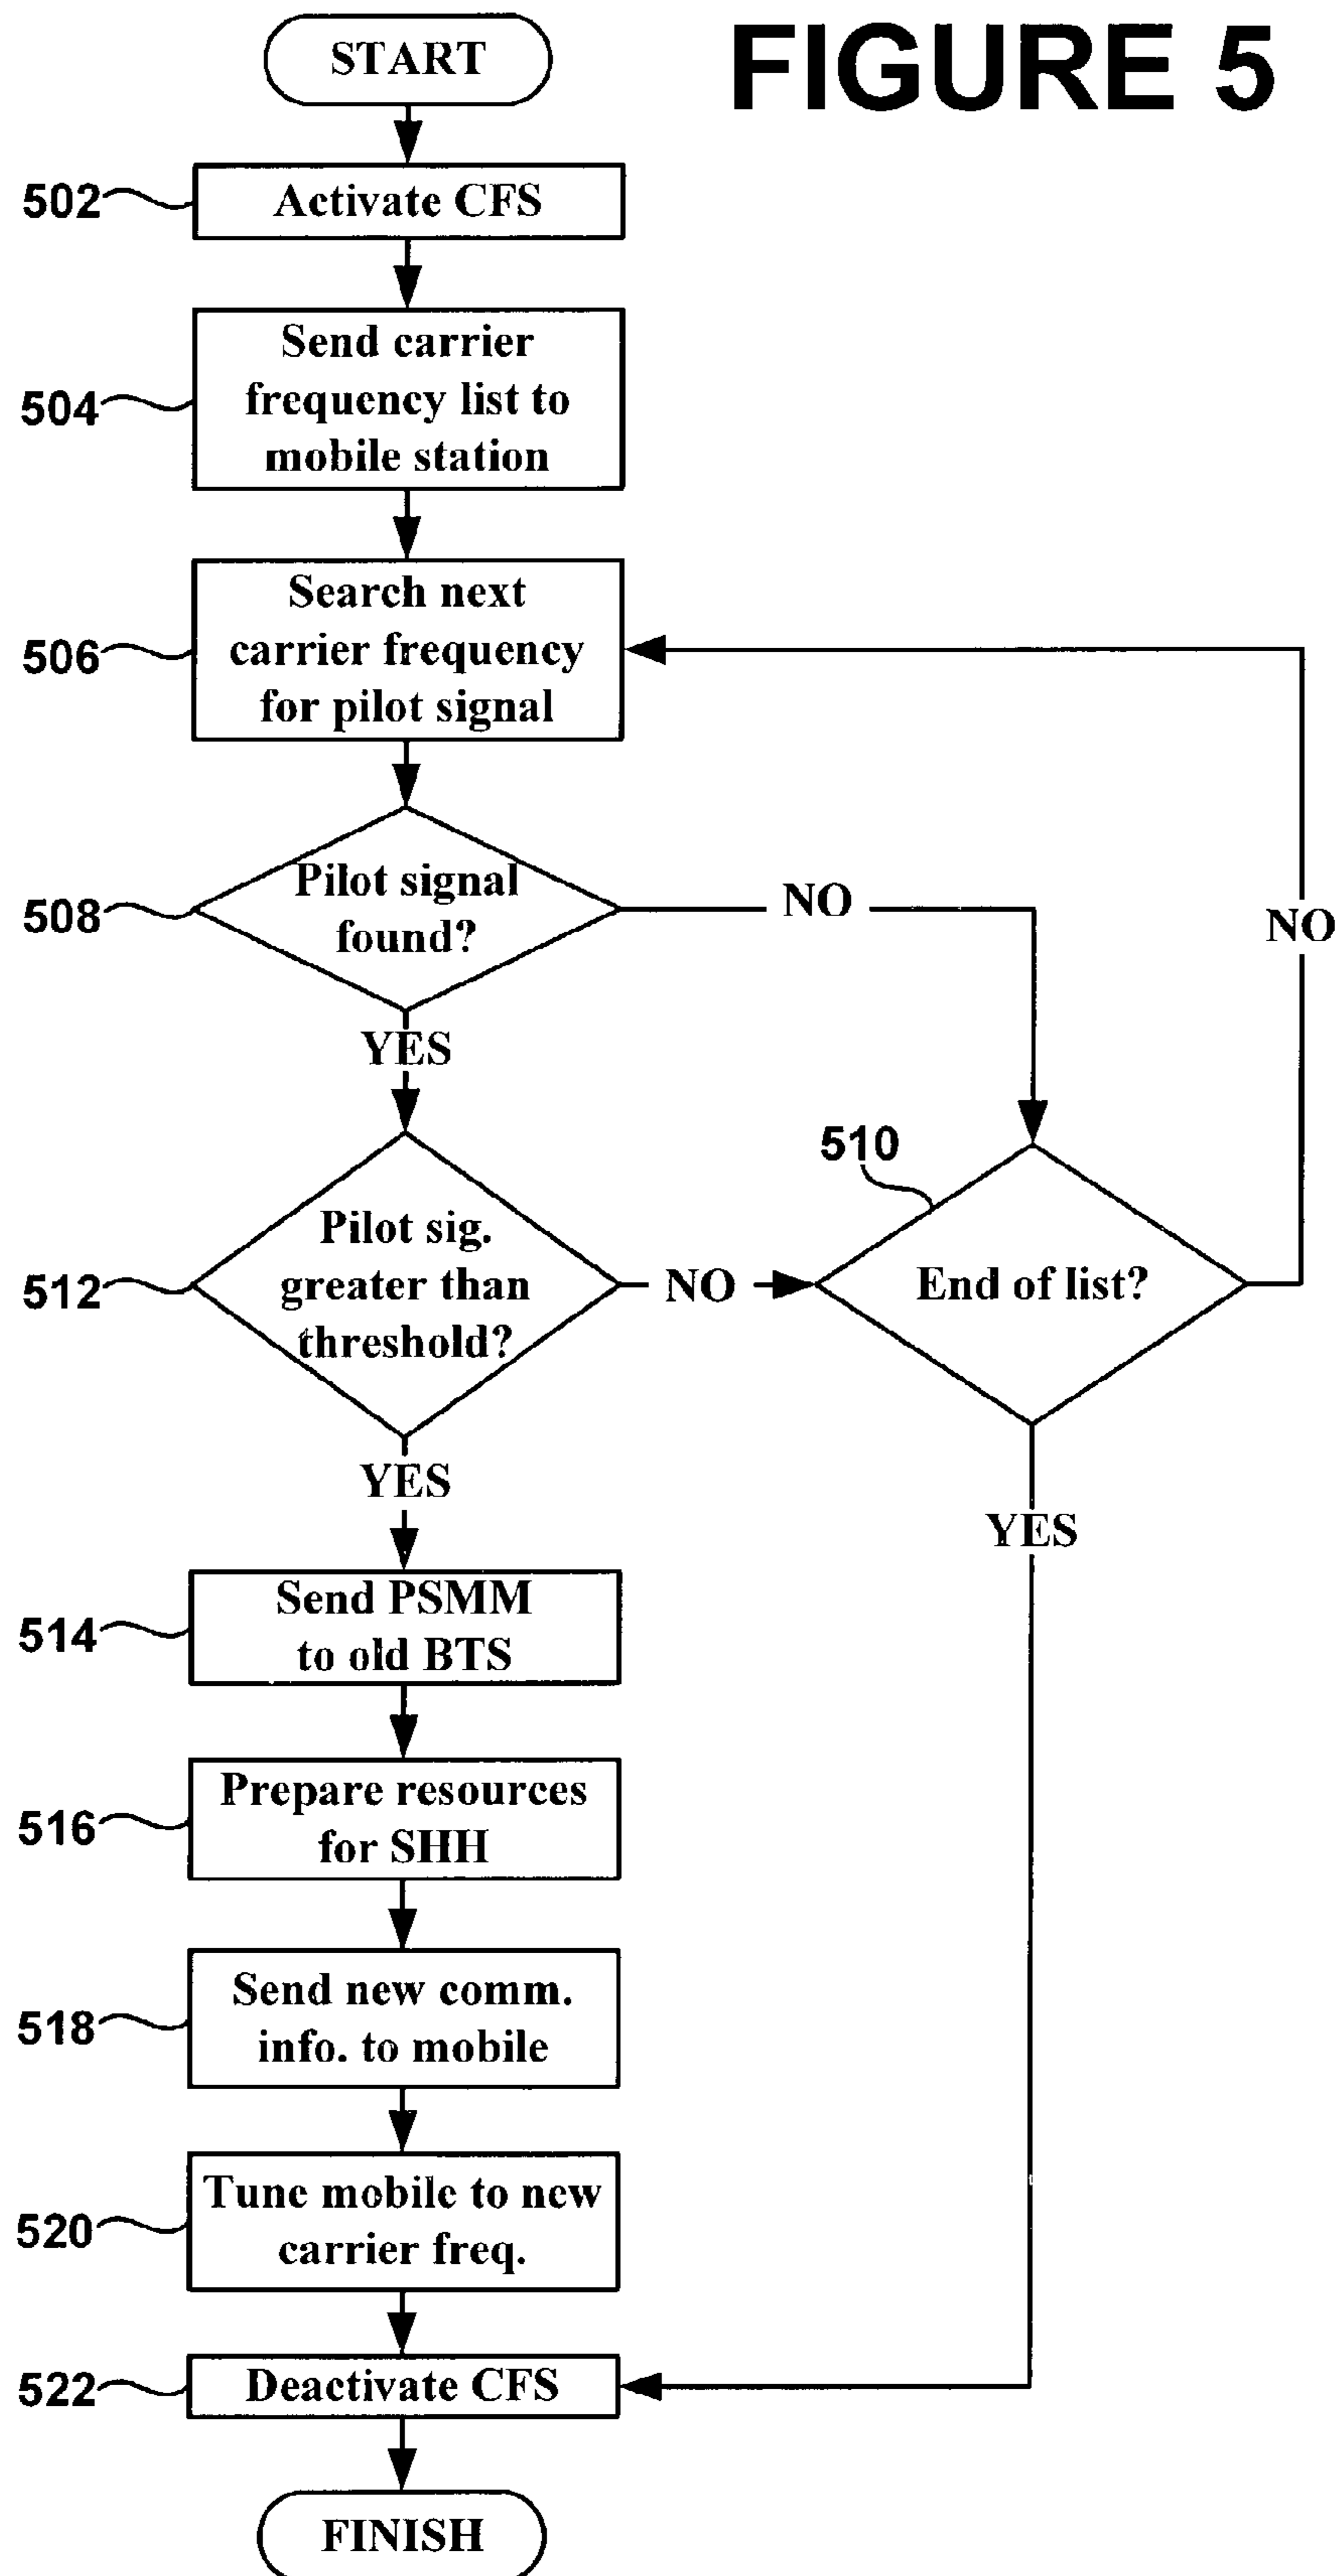 FIGURE 5
START
502
Activate CFS
504
Send carrier
frequency list to
mobile station
506
Search next
carrier frequency
for pilot signal
508
Pilot signal
found?
NO
NO
YES
510
512
Pilot sig.
greater than
threshold?
NO
End of list?
YES
YES
514
Send PSMM
to old BTS
516
Prepare resources
for SHH
518
Send new comm.
info. to mobile
520
Tune mobile to new
carrier freq.
522
Deactivate CFS
FINISH